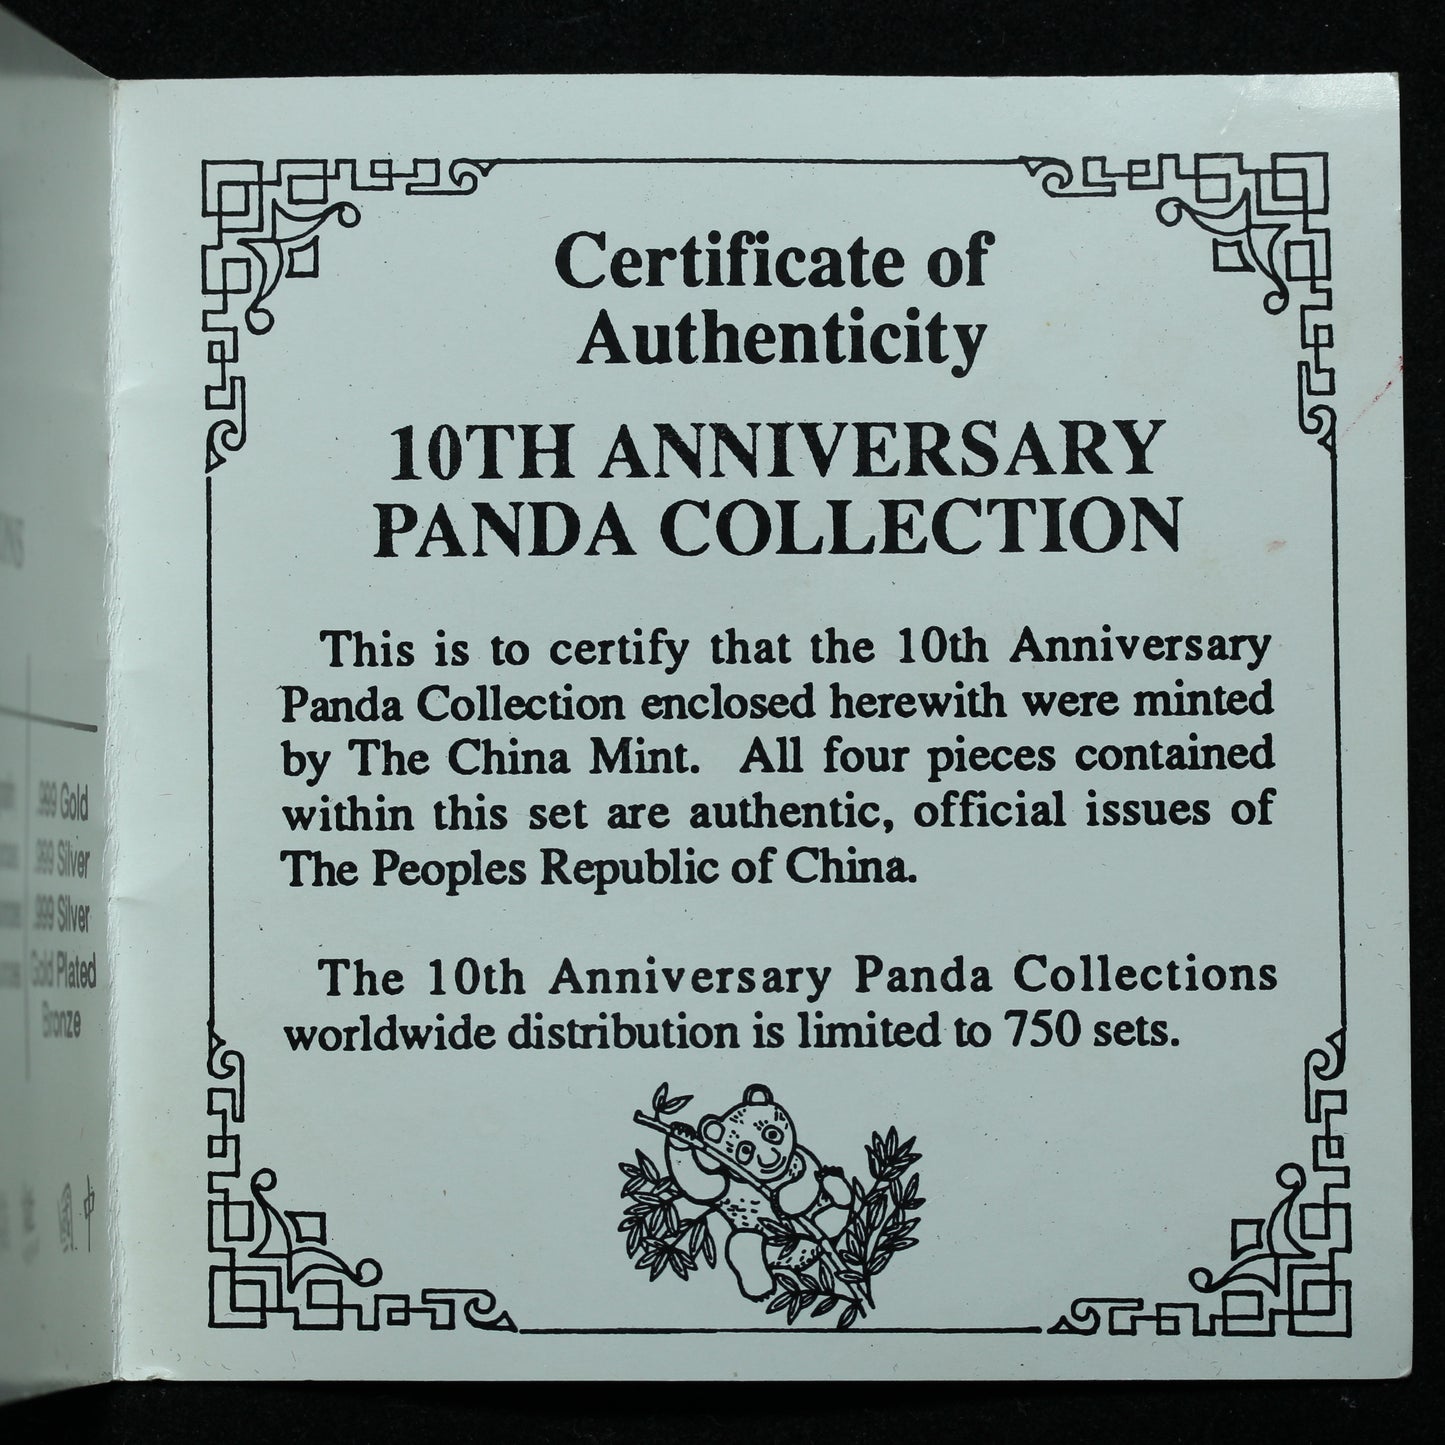 .999 Gold
.999 Silver
.999 Silver
Gold Plated
Bronze
Certificate of
Authenticity
10TH ANNIVERSARY
PANDA COLLECTION
This is to certify that the 10th Anniversary
Panda Collection enclosed herewith were minted
by The China Mint. All four pieces contained
within this set are authentic, official issues of
The Peoples Republic of China.
The 10th Anniversary Panda Collections
worldwide distribution is limited to 750 sets.